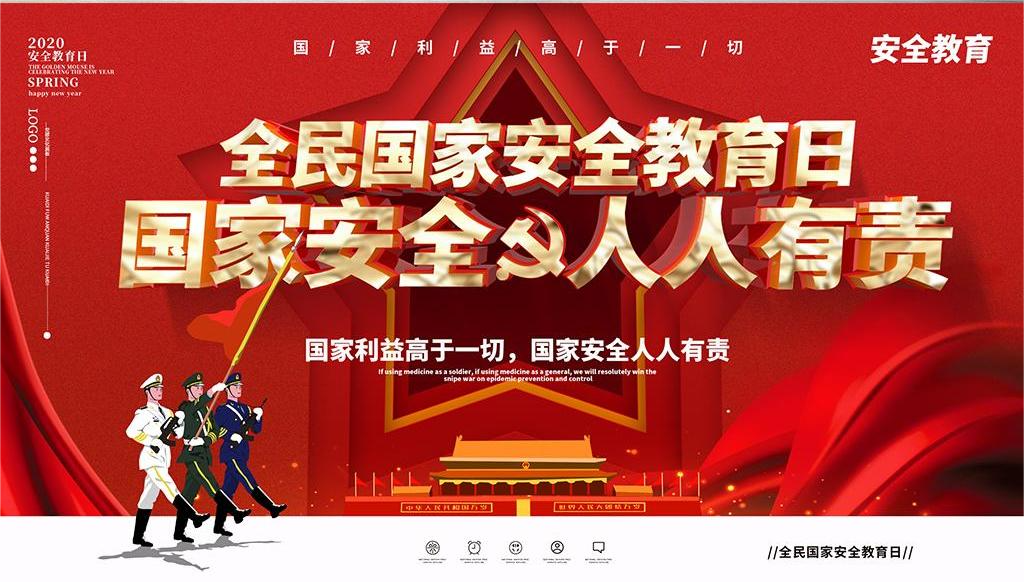 2020
安全教育日
THE GOLDEN MOUSE IS
CELEBRATING THE NEW YEAR
SPRING
happy new year
LOGO
国 / 家 / 利 / 益 / 高 / 于 / 一 / 切
安全教育
全民国家安全教育日
国家安全人人有责
国家利益高于一切，国家安全人人有责
If using medicine as a soldier, if using medicine as a general, we will resolutely win the
snipe war on epidemic prevention and control
中华人民共和国万岁
世界人民大团结万岁
//全民国家安全教育日//